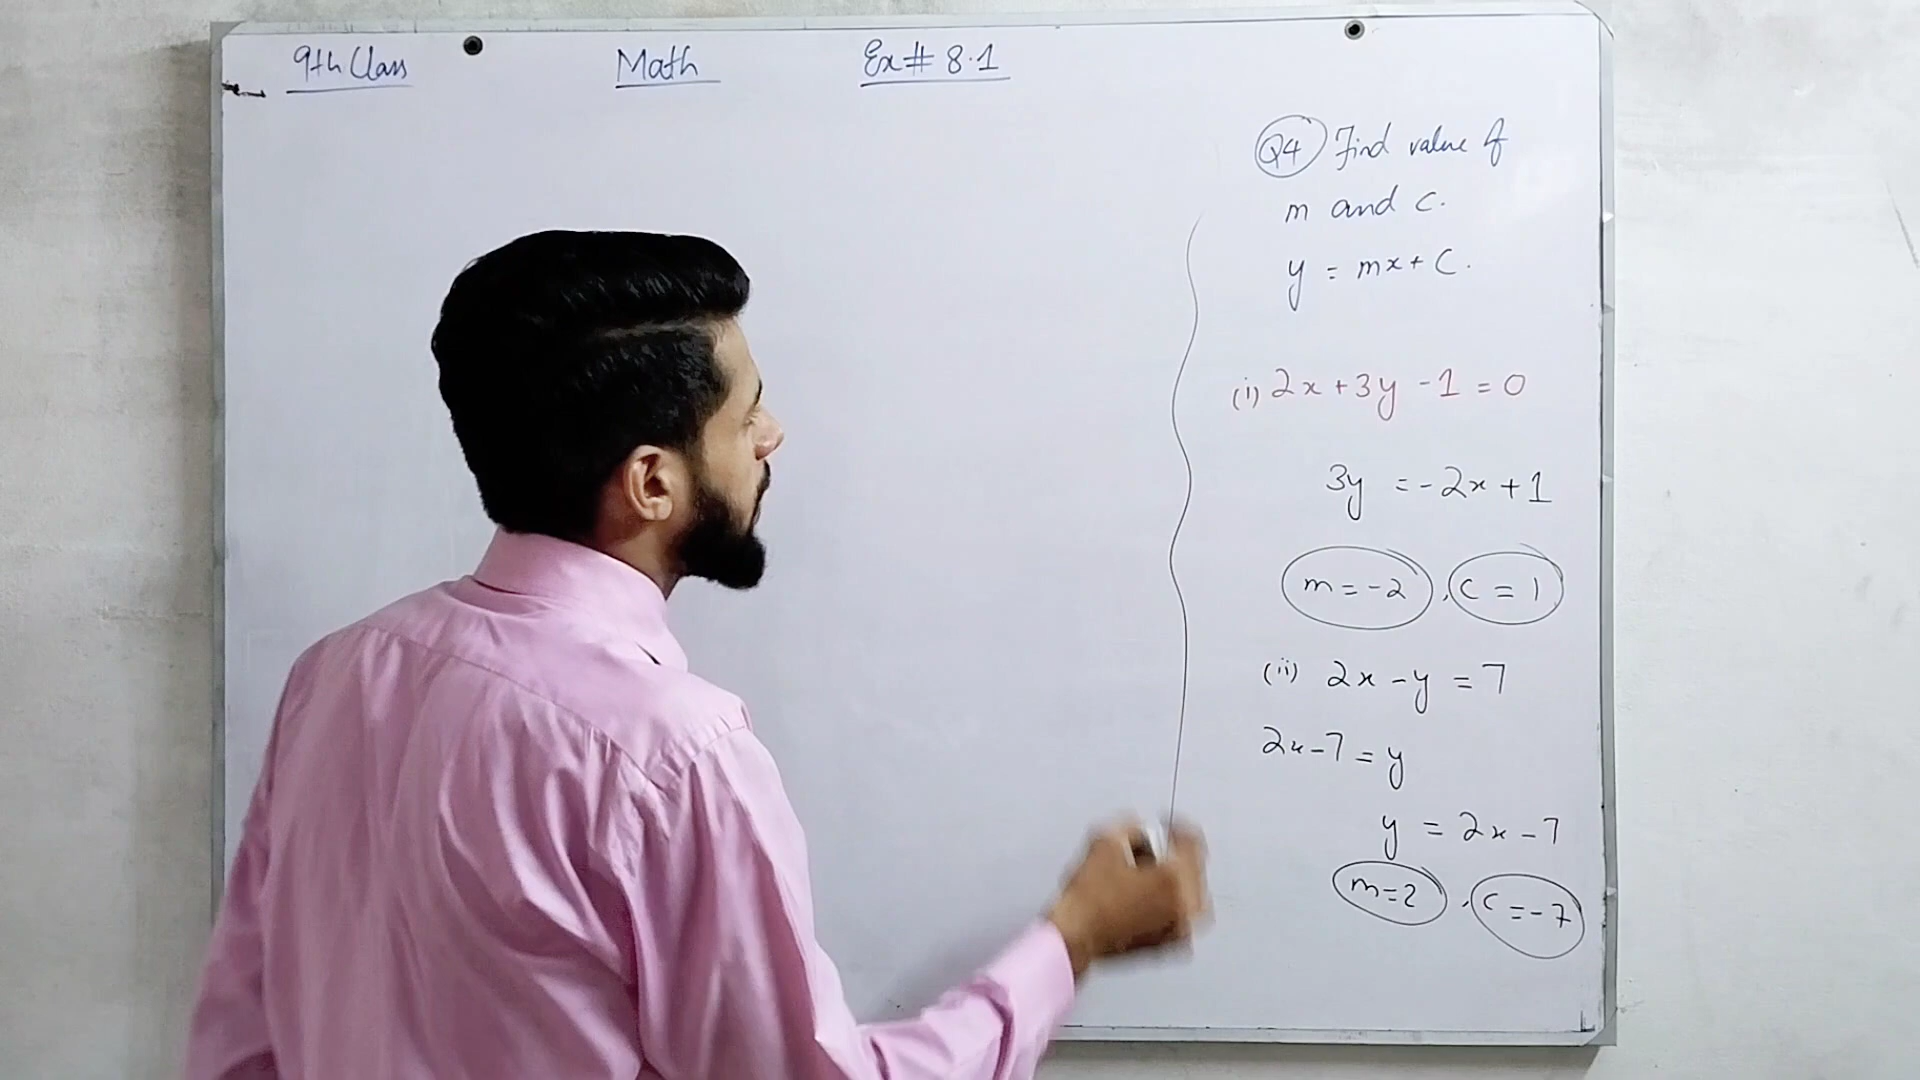 9th Class Math Ex# 8.1
Q4 Find value of
m and c.
y = mx + c.
(i) 2x + 3y - 1 = 0
3y = -2x + 1
m = -2, c = 1
(ii) 2x - y = 7
2x - 7 = y
y = 2x - 7
m = 2, c = -7